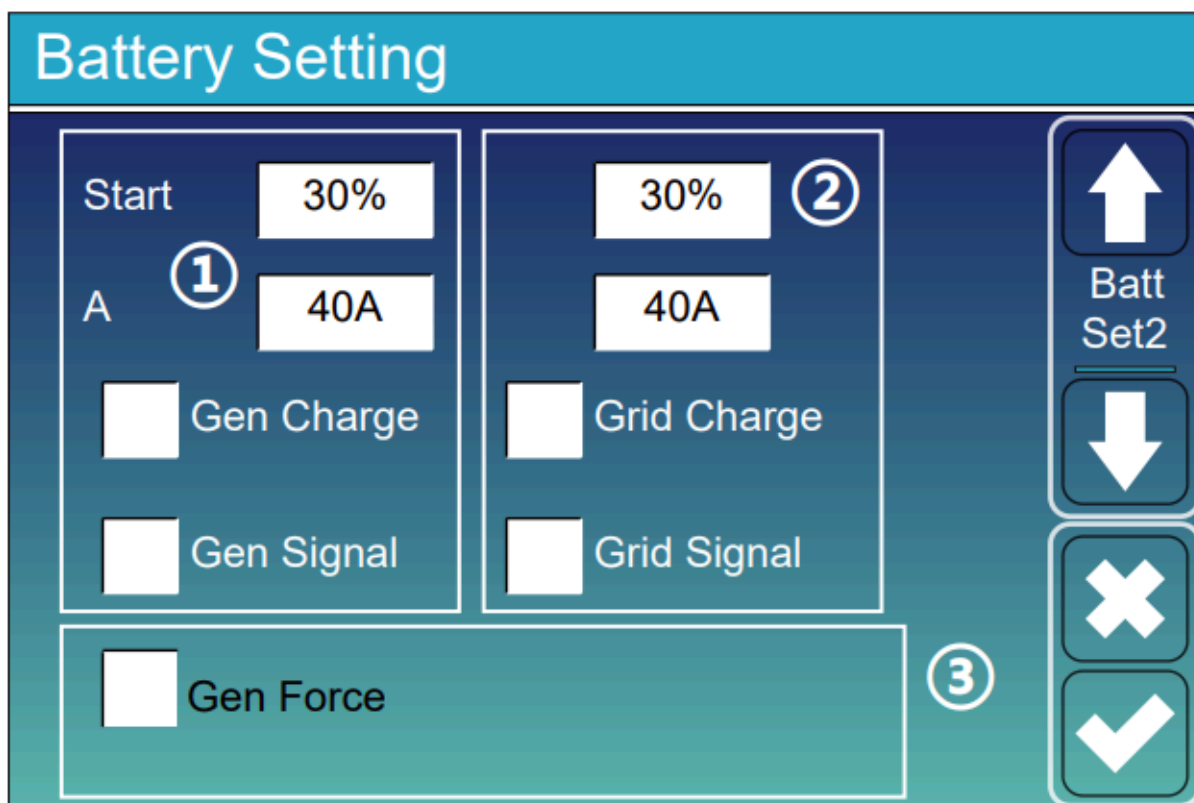 Battery Setting
Start 30% 30% ②
A ① 40A 40A
Gen Charge Grid Charge
Gen Signal Grid Signal
Gen Force ③
Batt
Set2